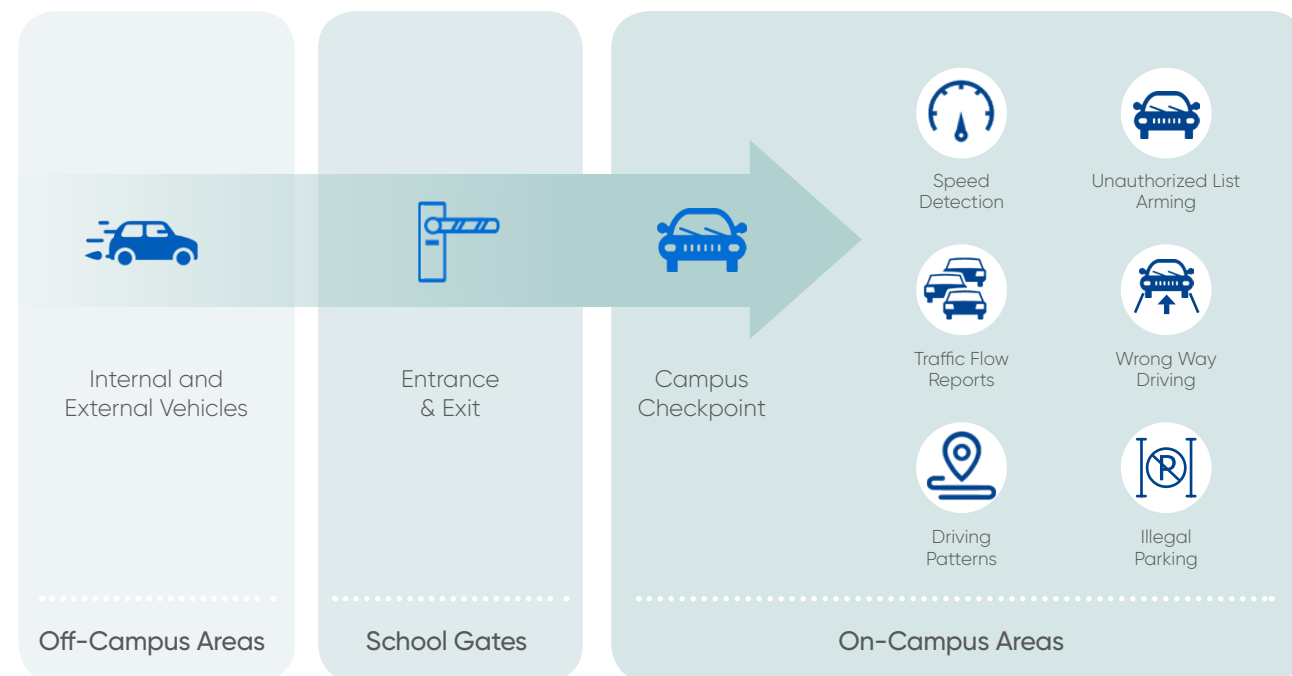 Internal and
External Vehicles
Off-Campus Areas
Entrance
& Exit
School Gates
Campus
Checkpoint
Speed
Detection
Unauthorized List
Arming
Traffic Flow
Reports
Wrong Way
Driving
Driving
Patterns
Illegal
Parking
On-Campus Areas